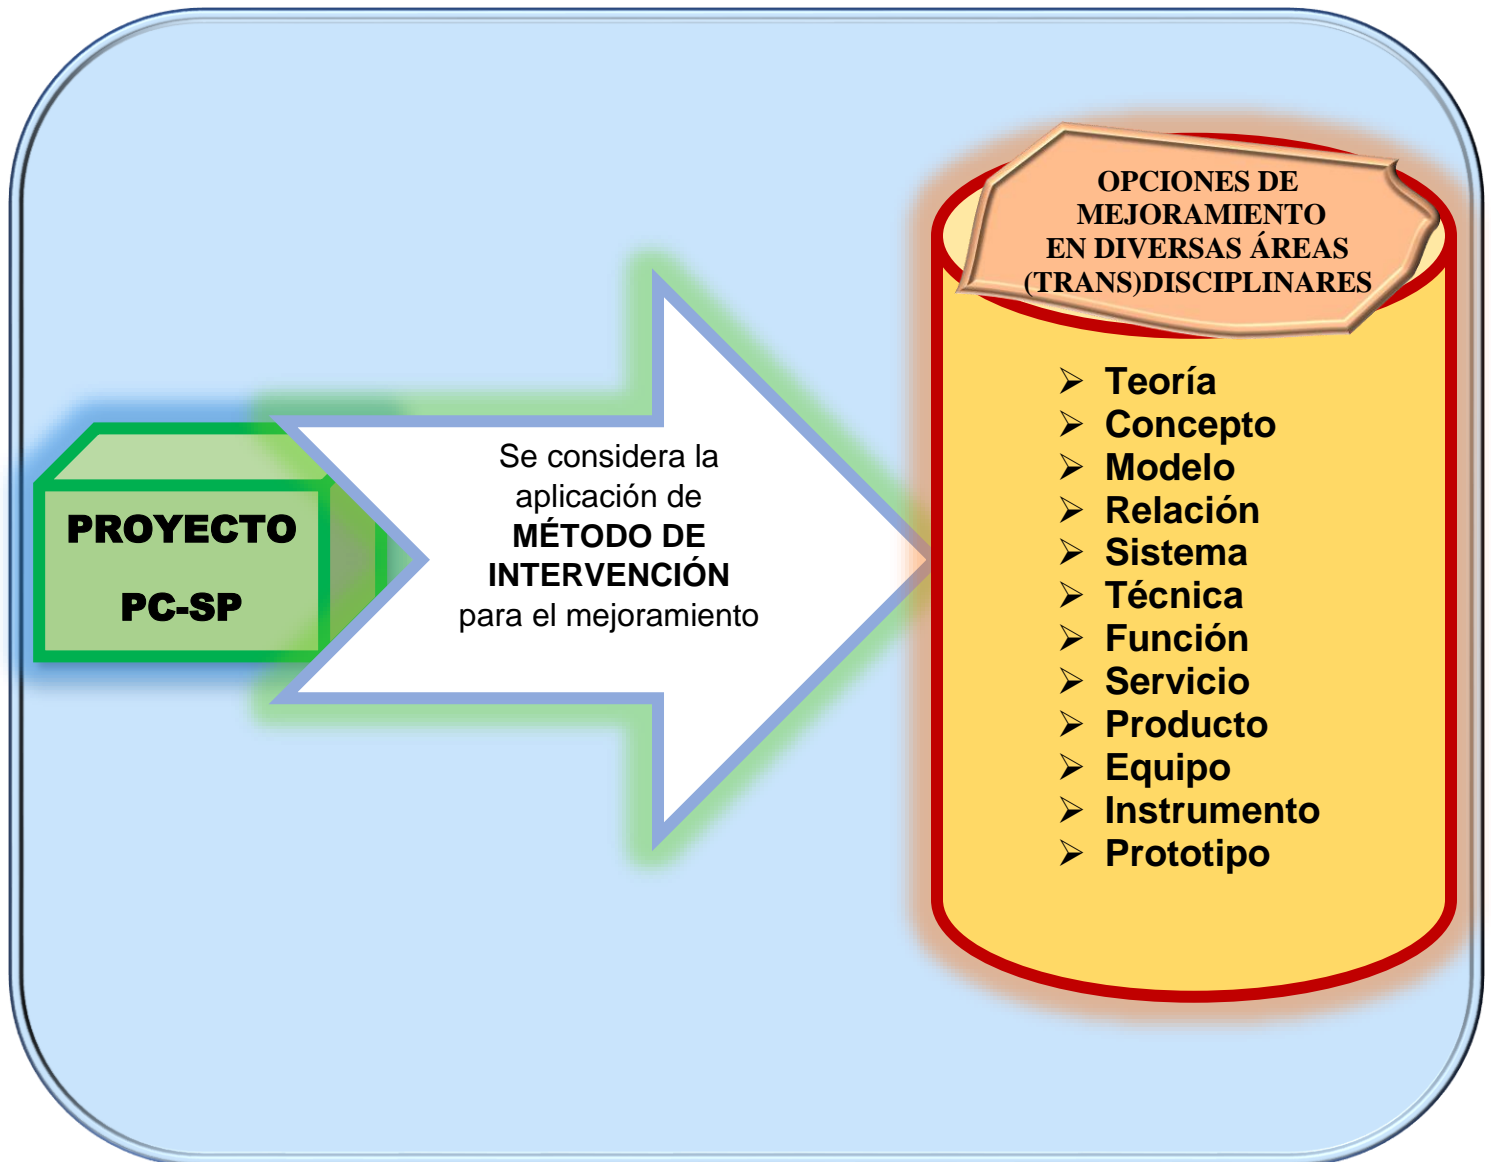 PROYECTO
PC-SP
Se considera la
aplicación de
MÉTODO DE
INTERVENCIÓN
para el mejoramiento
OPCIONES DE
MEJORAMIENTO
EN DIVERSAS ÁREAS
(TRANS)DISCIPLINARES
➢ Teoría
➢ Concepto
➢ Modelo
➢ Relación
➢ Sistema
➢ Técnica
➢ Función
➢ Servicio
➢ Producto
➢ Equipo
➢ Instrumento
➢ Prototipo